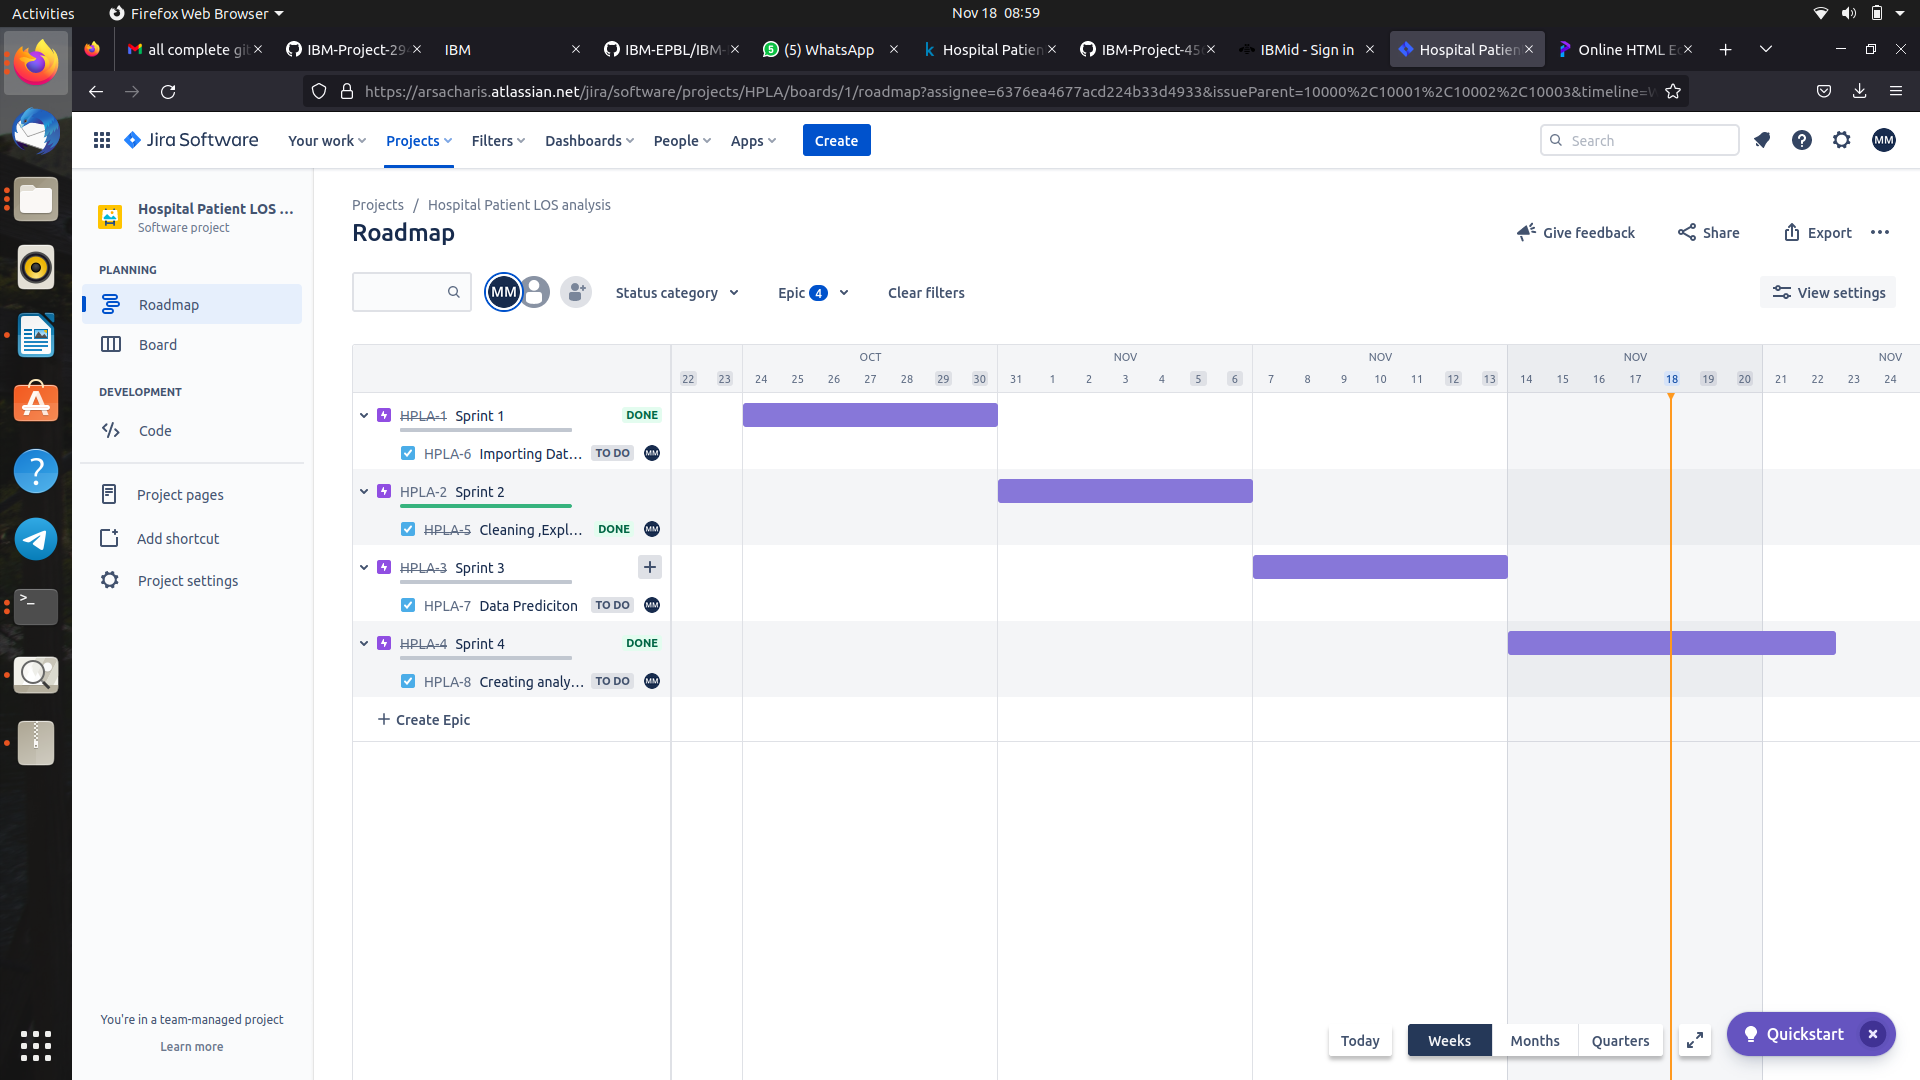 Activities
Firefox Web Browser
Nov 18 08:59
all complete git
IBM-Project-29
IBM
IBM-EPBL/IBM-
(5) WhatsApp
Hospital Patien
IBM-Project-45
IBMid - Sign in
Hospital Patien
Online HTML E
https://arsacharis.atlassian.net/jira/software/projects/HPLA/boards/1/roadmap?assignee=6376ea4677acd224b33d4933&issueParent=10000%2C10001%2C10002%2C10003&timeline=W
Jira Software
Your work
Projects
Filters
Dashboards
People
Apps
Create
Search
MM
Hospital Patient LOS ...
Software project
PLANNING
Roadmap
Board
DEVELOPMENT
Code
Project pages
Add shortcut
Project settings
You're in a team-managed project
Learn more
Projects / Hospital Patient LOS analysis
Roadmap
Give feedback
Share
Export
MM
Status category
Epic 4
Clear filters
View settings
OCT NOV NOV NOV NOV
22 23 24 25 26 27 28 29 30 31 1 2 3 4 5 6 7 8 9 10 11 12 13 14 15 16 17 18 19 20 21 22 23 24
HPLA-1 Sprint 1 DONE
HPLA-6 Importing Dat... TO DO MM
HPLA-2 Sprint 2
HPLA-5 Cleaning ,Expl... DONE MM
HPLA-3 Sprint 3
HPLA-7 Data Prediciton TO DO MM
HPLA-4 Sprint 4 DONE
HPLA-8 Creating analy... TO DO MM
Create Epic
Today
Weeks
Months
Quarters
Quickstart